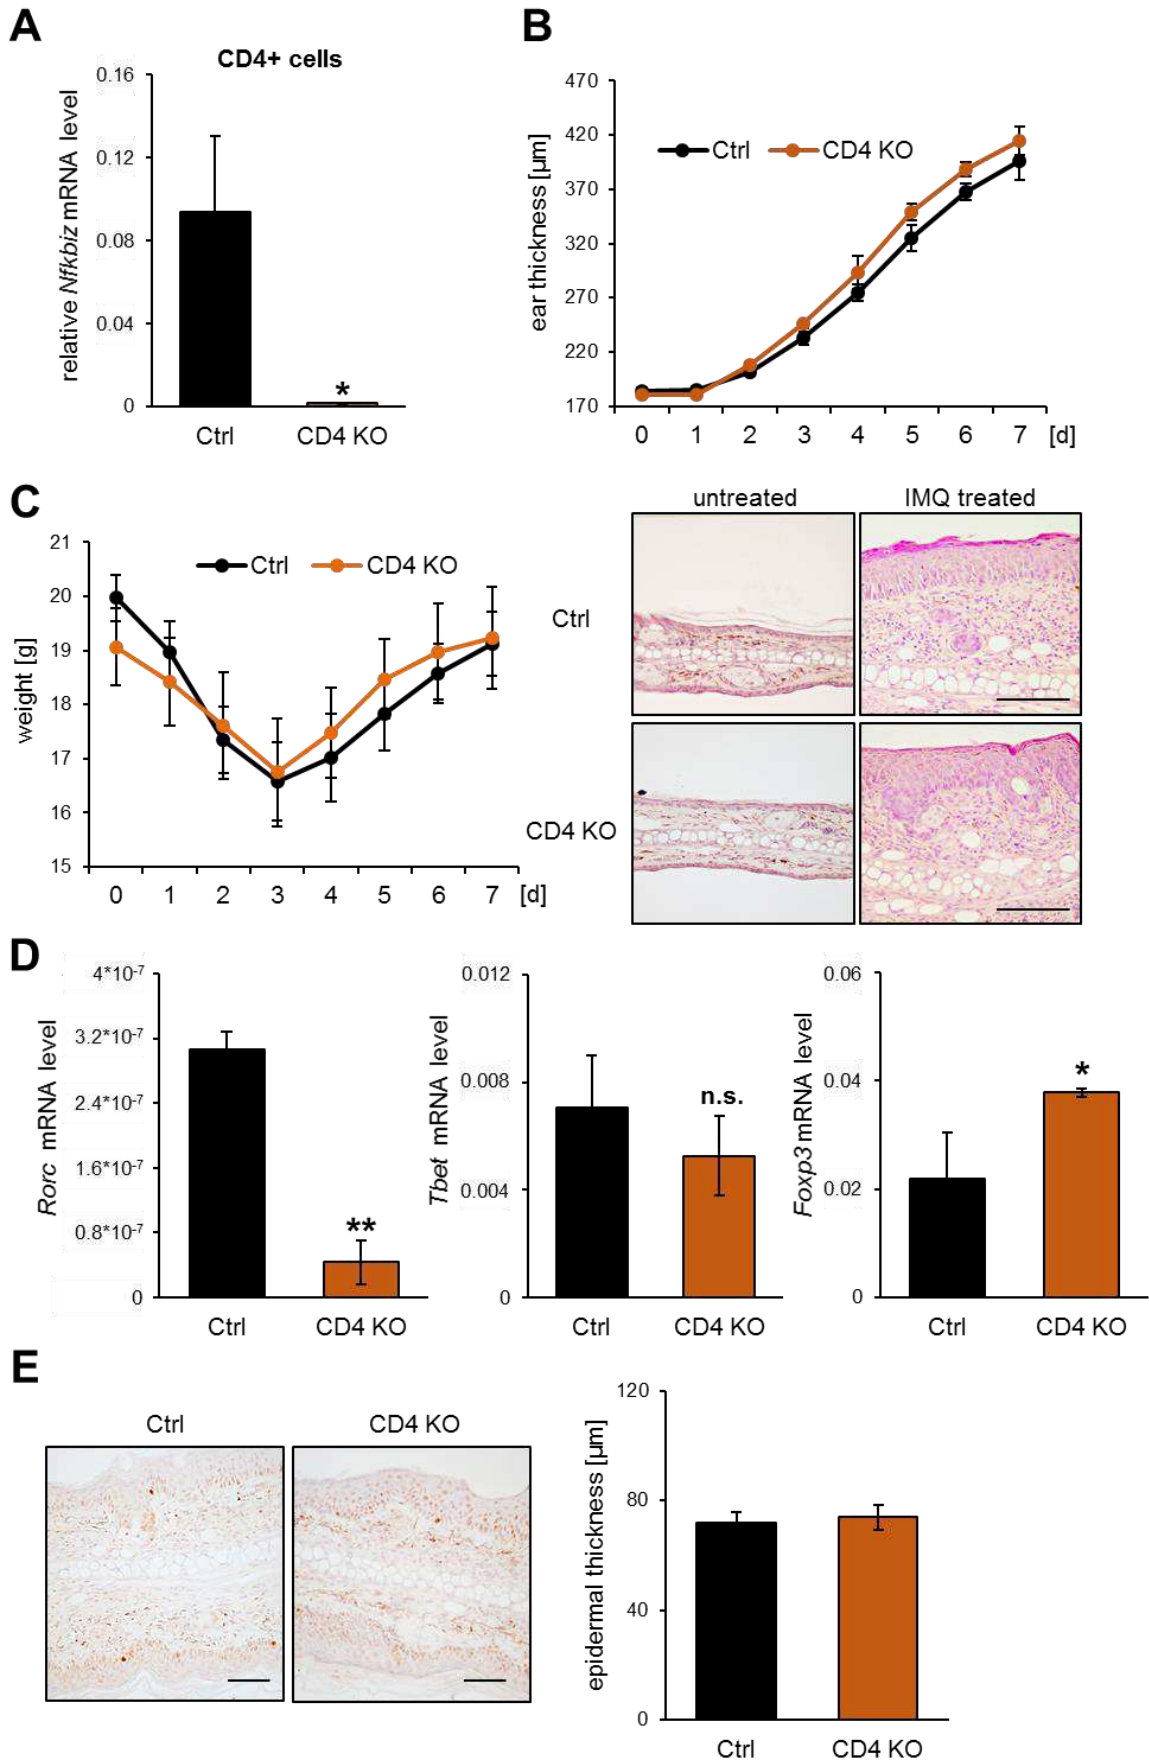 A
CD4+ cells
relative Nfkbiz mRNA level
0.16
0.12
0.08
0.04
0
*
Ctrl
CD4 KO
B
ear thickness [µm]
470
420
370
320
270
220
170
Ctrl
CD4 KO
0 1 2 3 4 5 6 7 [d]
C
weight [g]
21
20
19
18
17
16
15
Ctrl
CD4 KO
0 1 2 3 4 5 6 7 [d]
untreated
IMQ treated
Ctrl
CD4 KO
D
Rorc mRNA level
4*10-7
3.2*10-7
2.4*10-7
1.6*10-7
0.8*10-7
0
**
Ctrl
CD4 KO
Tbet mRNA level
0.012
0.008
0.004
0
n.s.
Ctrl
CD4 KO
Foxp3 mRNA level
0.06
0.04
0.02
0
*
Ctrl
CD4 KO
E
Ctrl
CD4 KO
epidermal thickness [µm]
120
80
40
0
Ctrl
CD4 KO